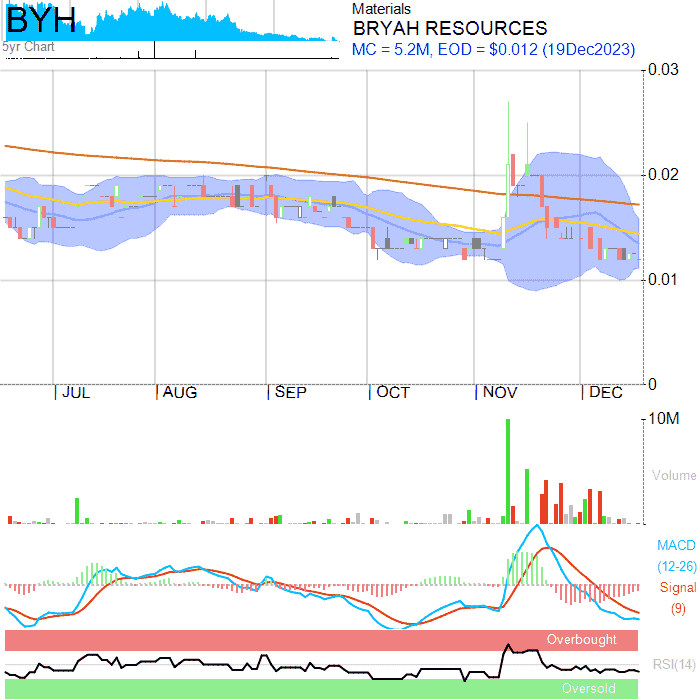 BYH
5yr Chart
Materials
BRYAH RESOURCES
MC = 5.2M, EOD = $0.012 (19Dec2023)
0.03
0.02
0.01
0
JUL AUG SEP OCT NOV DEC
10M
Volume
MACD
(12-26)
Signal
(9)
Overbought
RSI(14)
Oversold